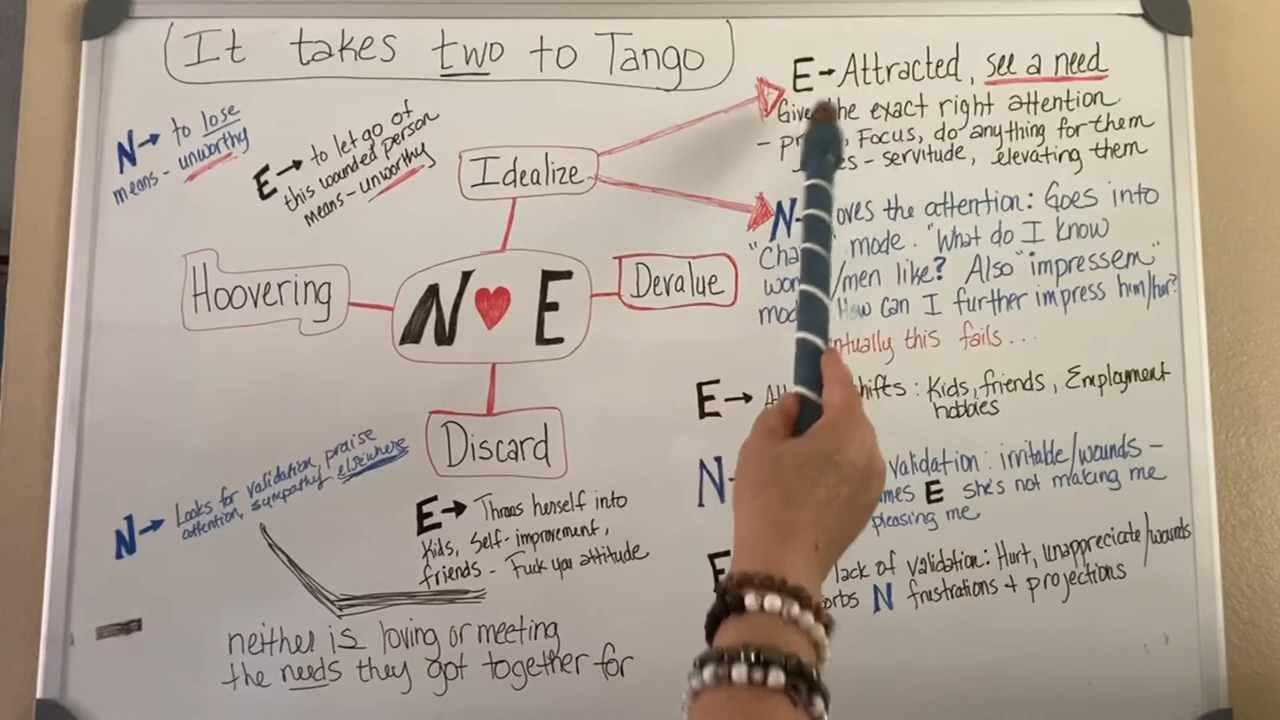 It takes two to Tango
N→ to lose
means - unworthy
E→ to let go of
this wounded person
means - unworthy
Idealize
Hoovering
N E
Devalue
Discard
E→ Attracted, see a need
Give the exact right attention
Focus, do anything for them
- servitude, elevating them
N- oves the attention: Goes into
"Cha mode. "What do I know
/men like? Also "impressem"
mod How can I further impress him/her?
ntually this fails...
E→ hifts: Kids, friends, Employment
hobbies
N- validation: irritable/wounds -
mes E she's not making me
pleasing me
E lack of validation: Hurt, unappreciate/wounds
orbs N frustrations + projections
N→ Looks for validation, praise
attention, sympathy elsewhere
E→ Throws herself into
Kids, Self-improvement,
friends - Fuck you attitude
neither is loving or meeting
the needs they got together for